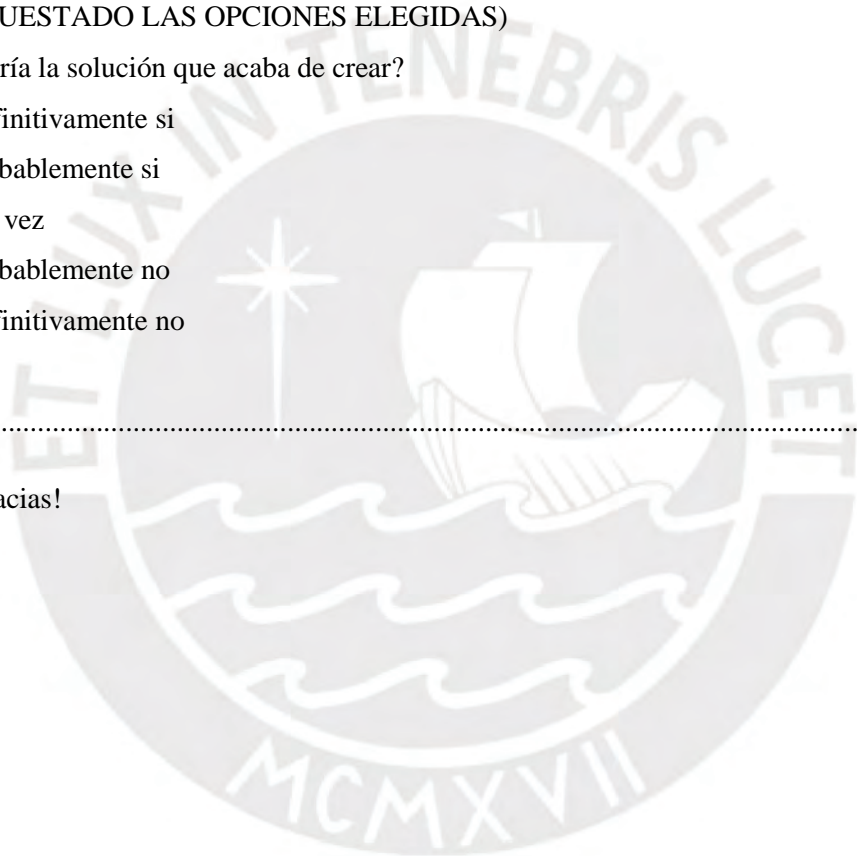 UESTADO LAS OPCIONES ELEGIDAS)
ría la solución que acaba de crear?
finitivamente si
bablemente si
vez
bablemente no
finitivamente no
acias!
ET LUX IN TENEBRIS LUCET
MCMXVII